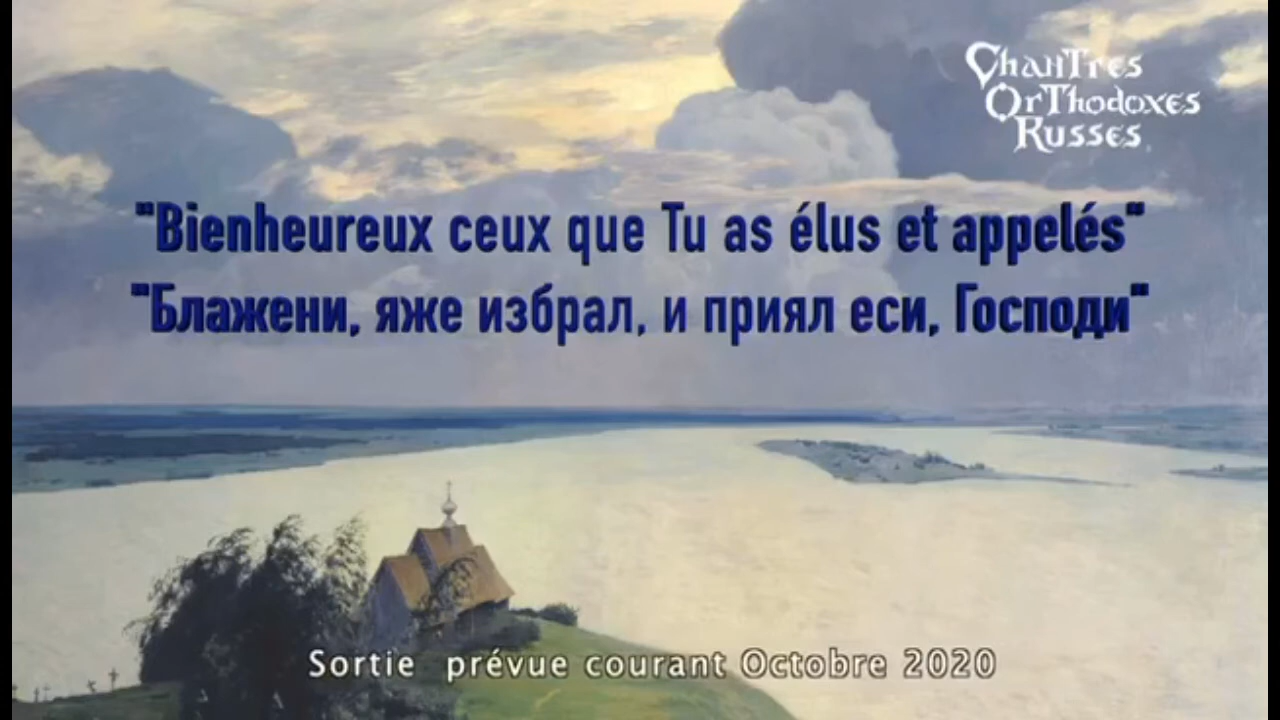 ChanTres
OrThodoxes
Russes
"Bienheureux ceux que Tu as élus et appelés"
"Блажени, яже избрал, и приял еси, Господи"
Sortie prévue courant Octobre 2020